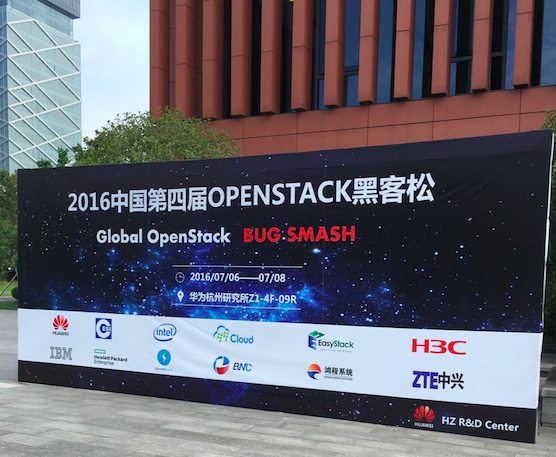 2016中国第四届OPENSTACK黑客松
Global OpenStack BUG SMASH
2016/07/06——07/08
华为杭州研究所Z1-4F-09R
HUAWEI
intel
Cloud
EasyStack
H3C
IBM
Hewlett Packard
Enterprise
BNC
鸿程系统
ZTE中兴
HUAWEI
HZ R&D Center